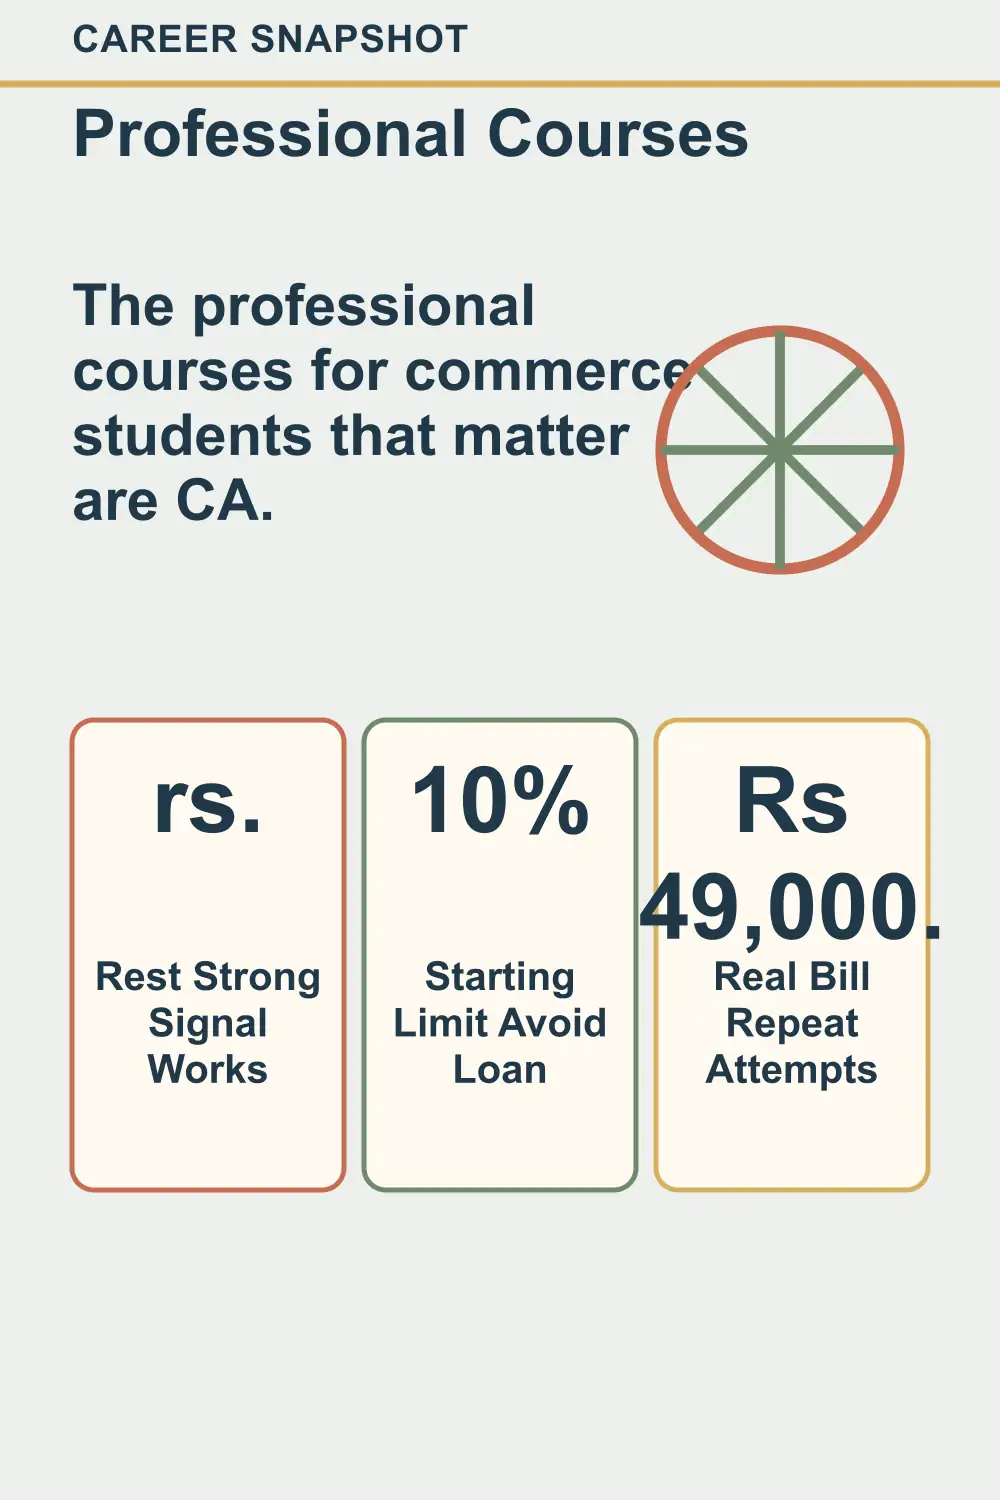 CAREER SNAPSHOT
Professional Courses
The professional
courses for commerce
students that matter
are CA.
rs.
Rest Strong
Signal
Works
10%
Starting
Limit Avoid
Loan
Rs
49,000.
Real Bill
Repeat
Attempts